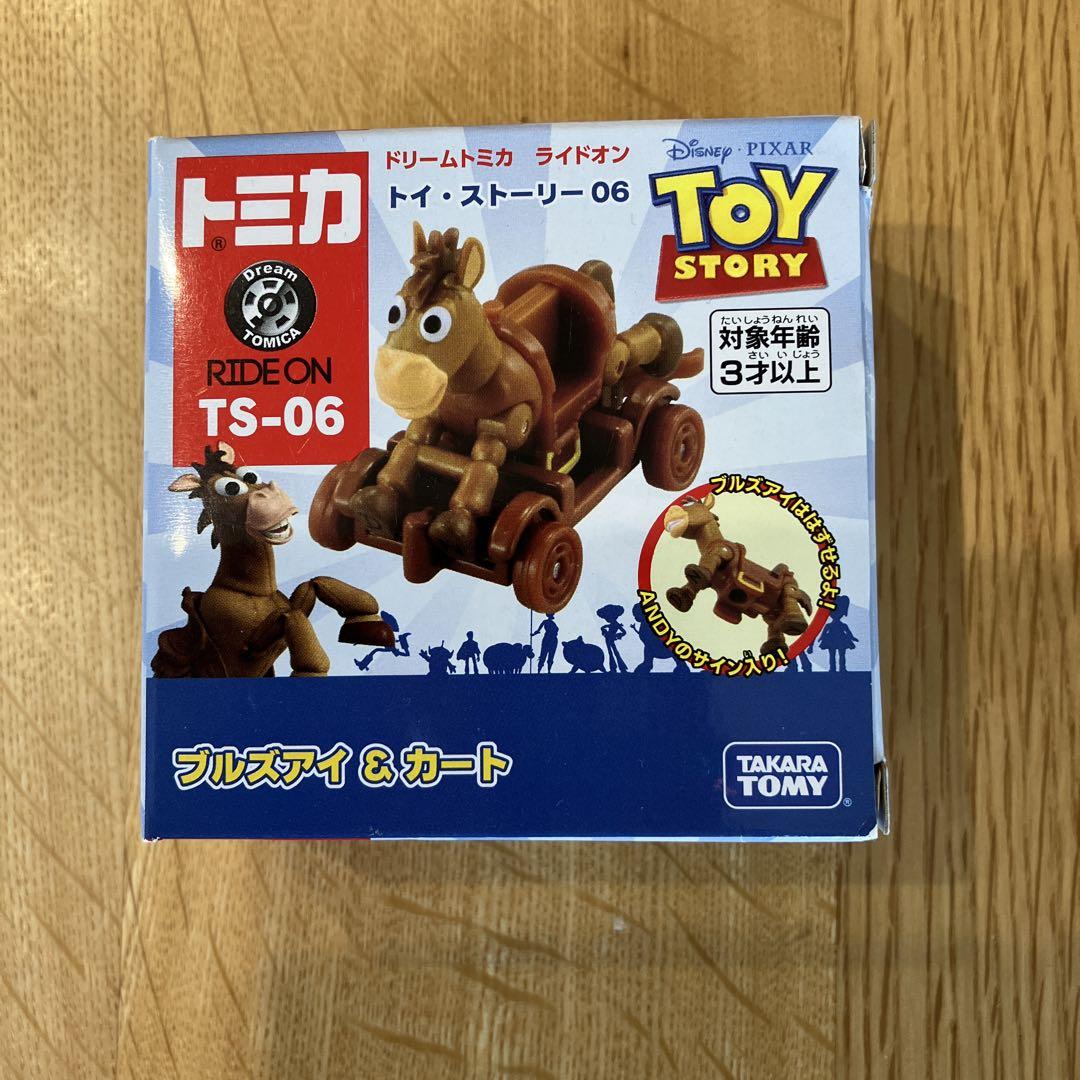 トミカ
®
Dream
TOMICA
RIDE ON
TS-06
ドリームトミカ ライドオン
トイ・ストーリー 06
Disney · PIXAR
TOY
STORY
たいしょうねんれい
対象年齢
さいいじょう
3才以上
ブルズアイははずせるよ!
ANDYのサイン入り!
い
ブルズアイ & カート
TAKARA
TOMY
®